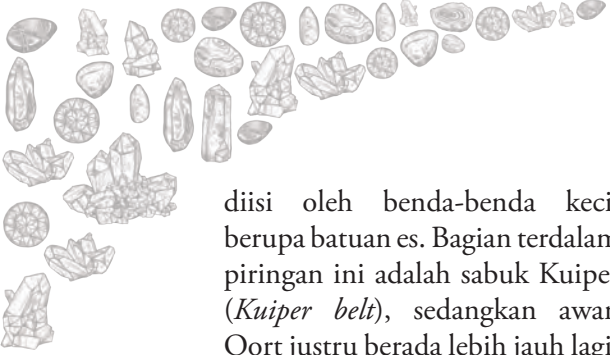 diisi oleh benda-benda keci
berupa batuan es. Bagian terdalam
piringan ini adalah sabuk Kuipe
(Kuiper belt), sedangkan awan
Oort justru berada lebih jauh lagi